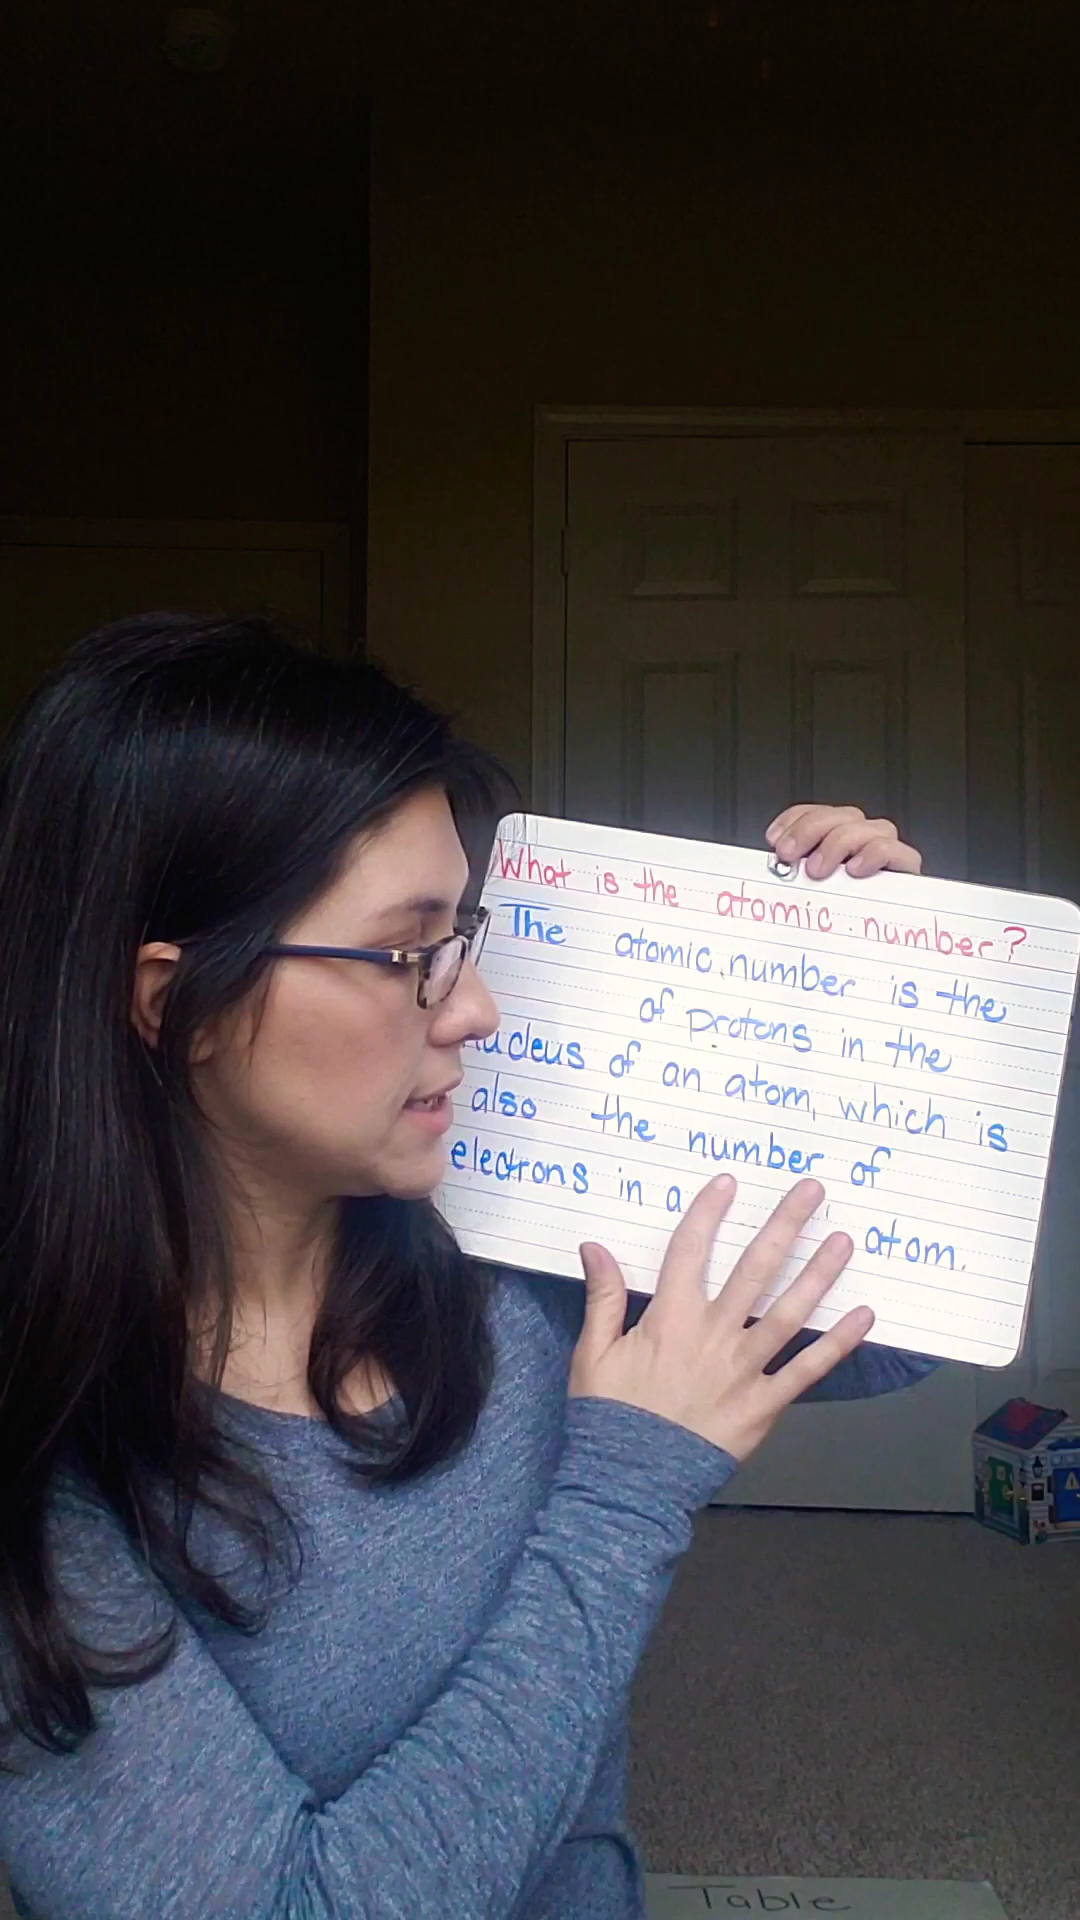 What is the atomic number?
The atomic number is the
of protons in the
nucleus of an atom, which is
also the number of
electrons in a atom.
Table